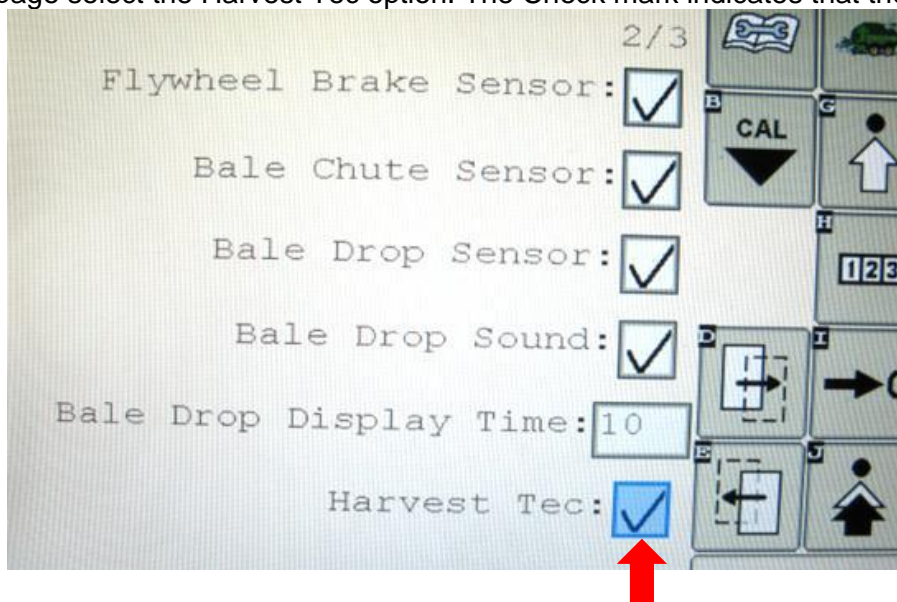 page select the Harvest Tec option. The Check mark indicates that the
2/3
Flywheel Brake Sensor:
B
CAL
G
Bale Chute Sensor:
H
Bale Drop Sensor:
123
Bale Drop Sound:
D
I
Bale Drop Display Time: 10
E
J
Harvest Tec: